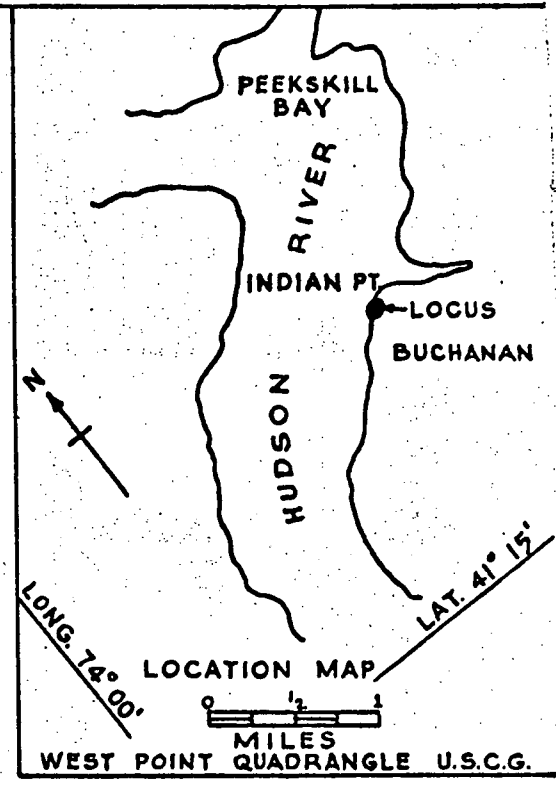 PEEKSKILL
BAY
RIVER
INDIAN PT.
LOCUS
BUCHANAN
N
HUDSON
LAT. 41° 15'
LONG. 74° 00'
LOCATION MAP
0 ½ 1
MILES
WEST POINT QUADRANGLE U.S.C.G.